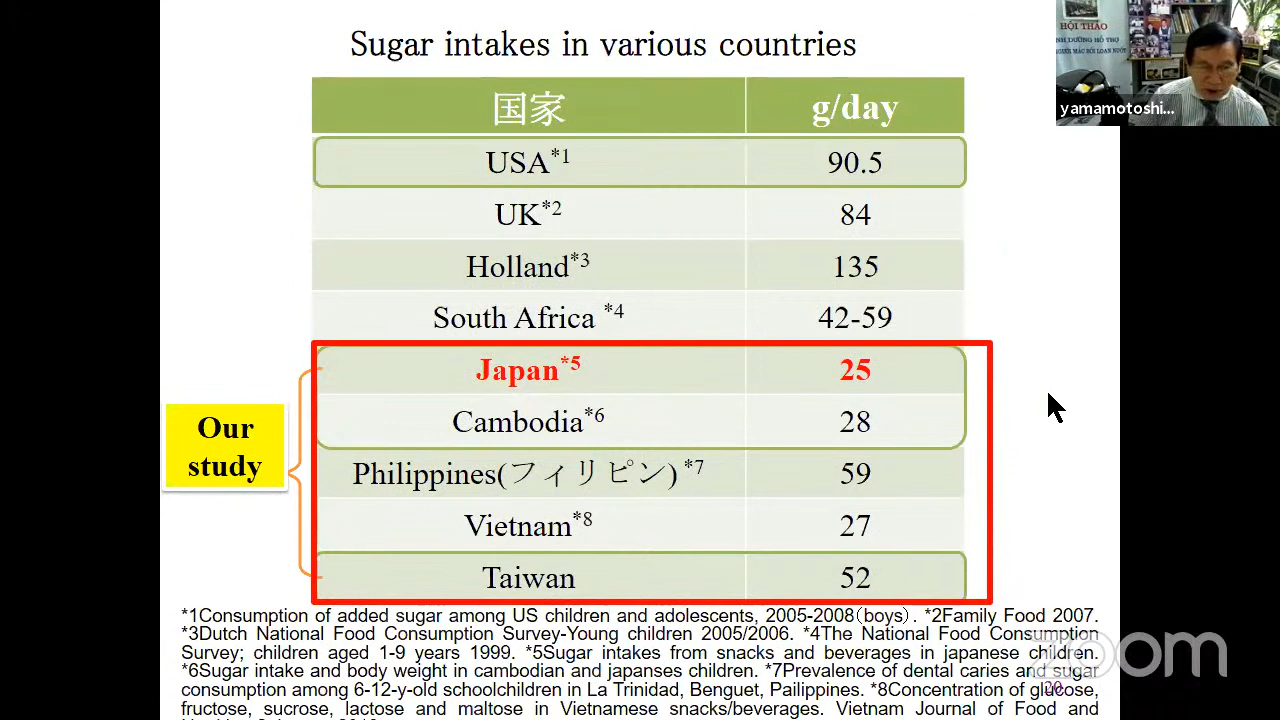 Sugar intakes in various countries
国家 g/day
USA*1 90.5
UK*2 84
Holland*3 135
South Africa *4 42-59
Japan*5 25
Cambodia*6 28
Philippines(フィリピン) *7 59
Vietnam*8 27
Taiwan 52
Our
study
*1Consumption of added sugar among US children and adolescents, 2005-2008(boys). *2Family Food 2007.
*3Dutch National Food Consumption Survey-Young children 2005/2006. *4The National Food Consumption
Survey; children aged 1-9 years 1999. *5Sugar intakes from snacks and beverages in japanese children.
*6Sugar intake and body weight in cambodian and japanses children. *7Prevalence of dental caries and sugar
consumption among 6-12-y-old schoolchildren in La Trinidad, Benguet, Pailippines. *8Concentration of glucose,
fructose, sucrose, lactose and maltose in Vietnamese snacks/beverages. Vietnam Journal of Food and
20
zoom
HỘI THẢO
yamamotoshi...